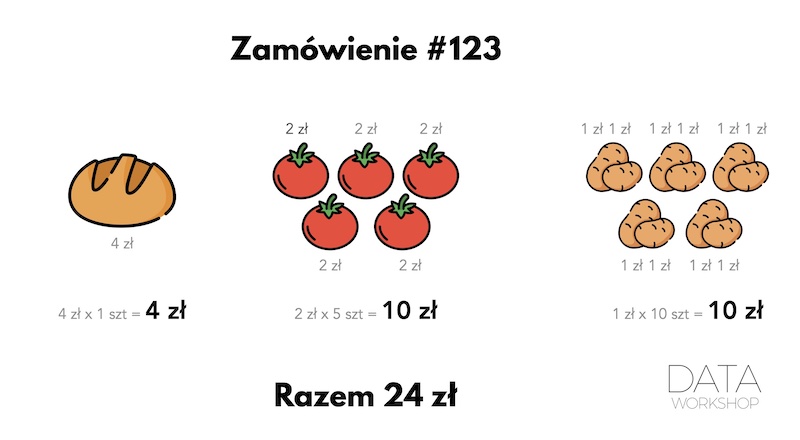 Zamówienie #123
2 zł 2 zł 2 zł
1 zł 1 zł 1 zł 1 zł 1 zł 1 zł
4 zł
2 zł 2 zł
1 zł 1 zł 1 zł 1 zł
4 zł x 1 szt = 4 zł
2 zł x 5 szt = 10 zł
1 zł x 10 szt = 10 zł
Razem 24 zł
DATA
WORKSHOP